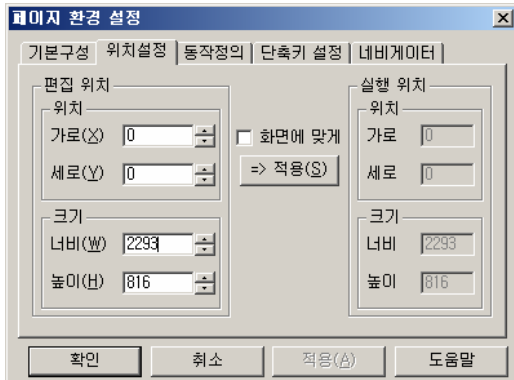 페이지 환경 설정
기본구성 위치설정 동작정의 단축키 설정 네비게이터
편집 위치 실행 위치
위치 위치
가로(X) 0 화면에 맞게 가로 0
세로(Y) 0 => 적용(S) 세로 0
크기 크기
너비(W) 2293 너비 2293
높이(H) 816 높이 816
확인 취소 적용(A) 도움말